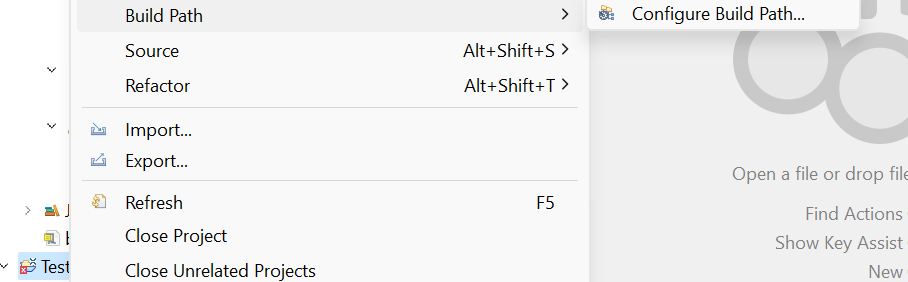 Build Path
Configure Build Path...
Source Alt+Shift+S
Refactor Alt+Shift+T
Import...
Export...
Open a file or drop file
Refresh F5
Find Actions
Close Project
Show Key Assist
Test
Close Unrelated Projects
New